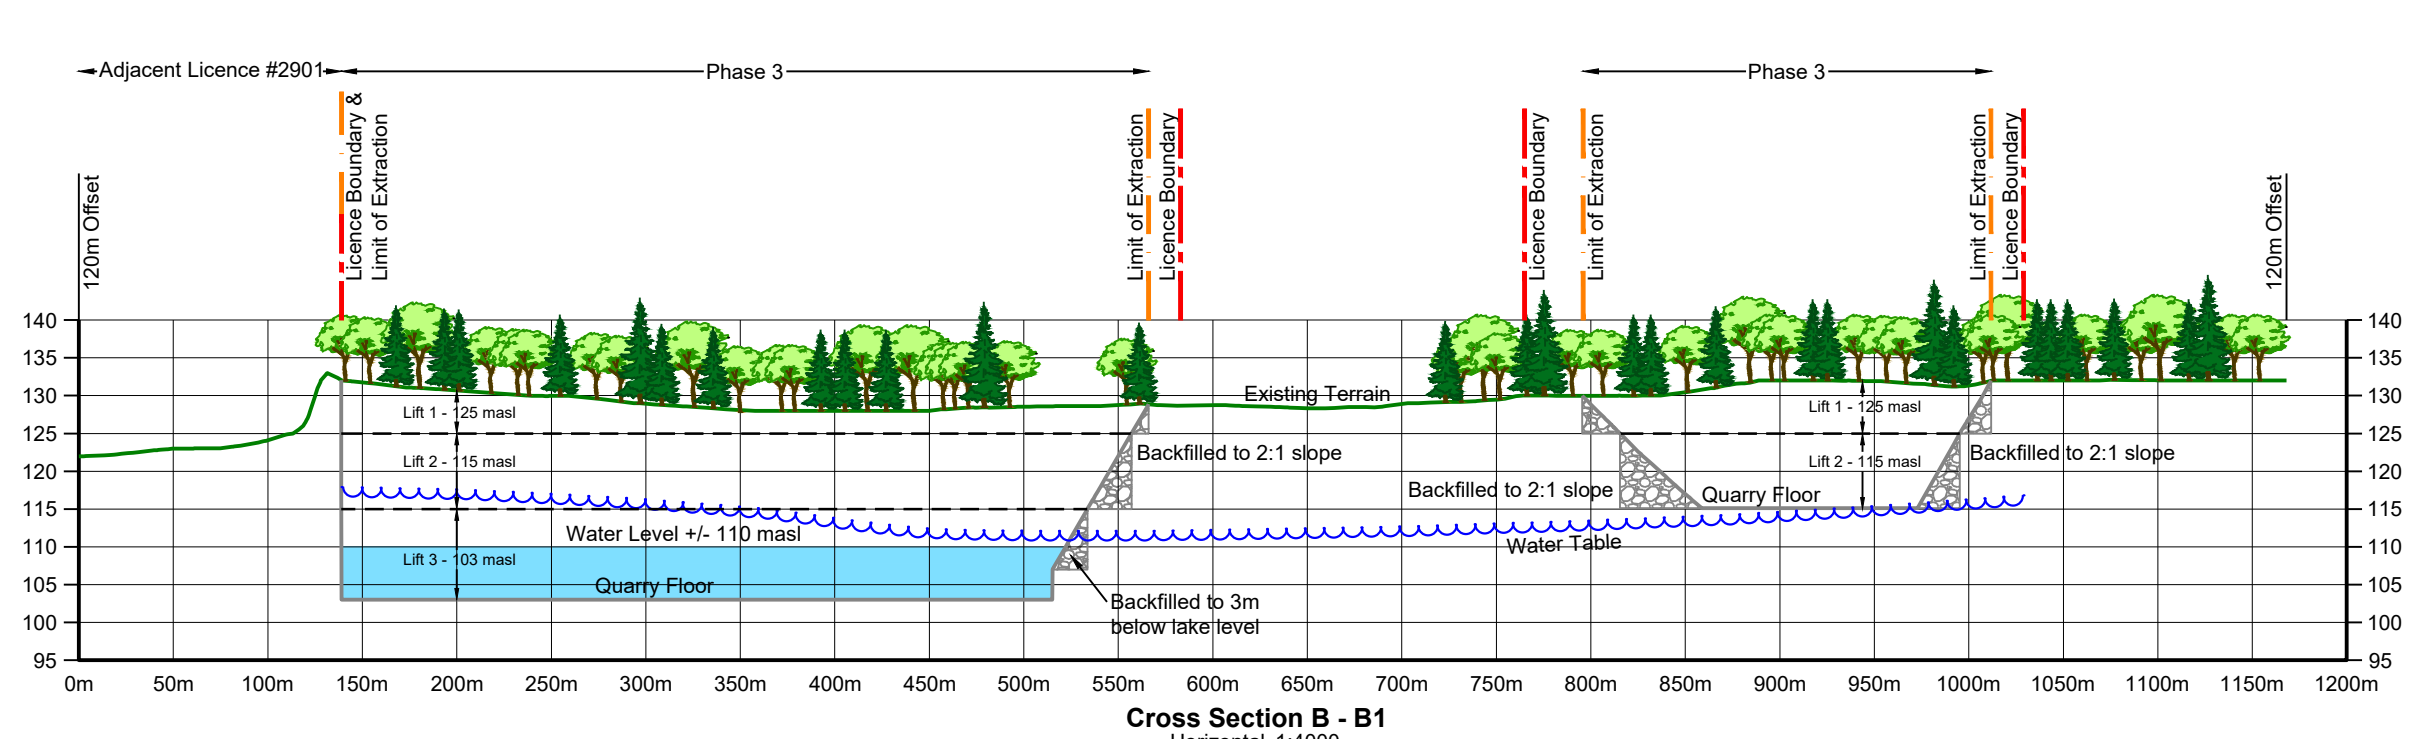 Adjacent Licence #2901
Phase 3
Phase 3
120m Offset
Licence Boundary &
Limit of Extraction
Limit of Extraction
Licence Boundary
Licence Boundary
Limit of Extraction
Limit of Extraction
Licence Boundary
120m Offset
140
135
130
125
120
115
110
105
100
95
140
135
130
125
120
115
110
105
100
95
Existing Terrain
Lift 1 - 125 masl
Lift 2 - 115 masl
Lift 3 - 103 masl
Water Level +/- 110 masl
Quarry Floor
Backfilled to 2:1 slope
Backfilled to 3m
below lake level
Backfilled to 2:1 slope
Lift 1 - 125 masl
Lift 2 - 115 masl
Quarry Floor
Water Table
Backfilled to 2:1 slope
0m
50m
100m
150m
200m
250m
300m
350m
400m
450m
500m
550m
600m
650m
700m
750m
800m
850m
900m
950m
1000m
1050m
1100m
1150m
1200m
Cross Section B - B1
Horizontal 1:4000